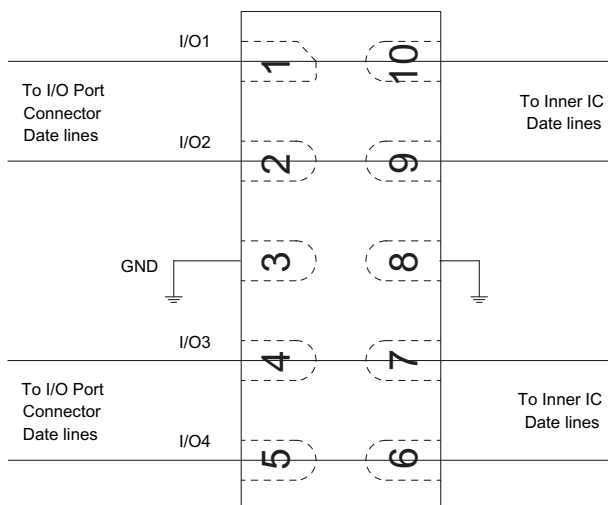 I/O1
1
10
To I/O Port
Connector
Date lines
To Inner IC
Date lines
I/O2
2
9
GND
3
8
I/O3
4
7
To I/O Port
Connector
Date lines
To Inner IC
Date lines
I/O4
5
6